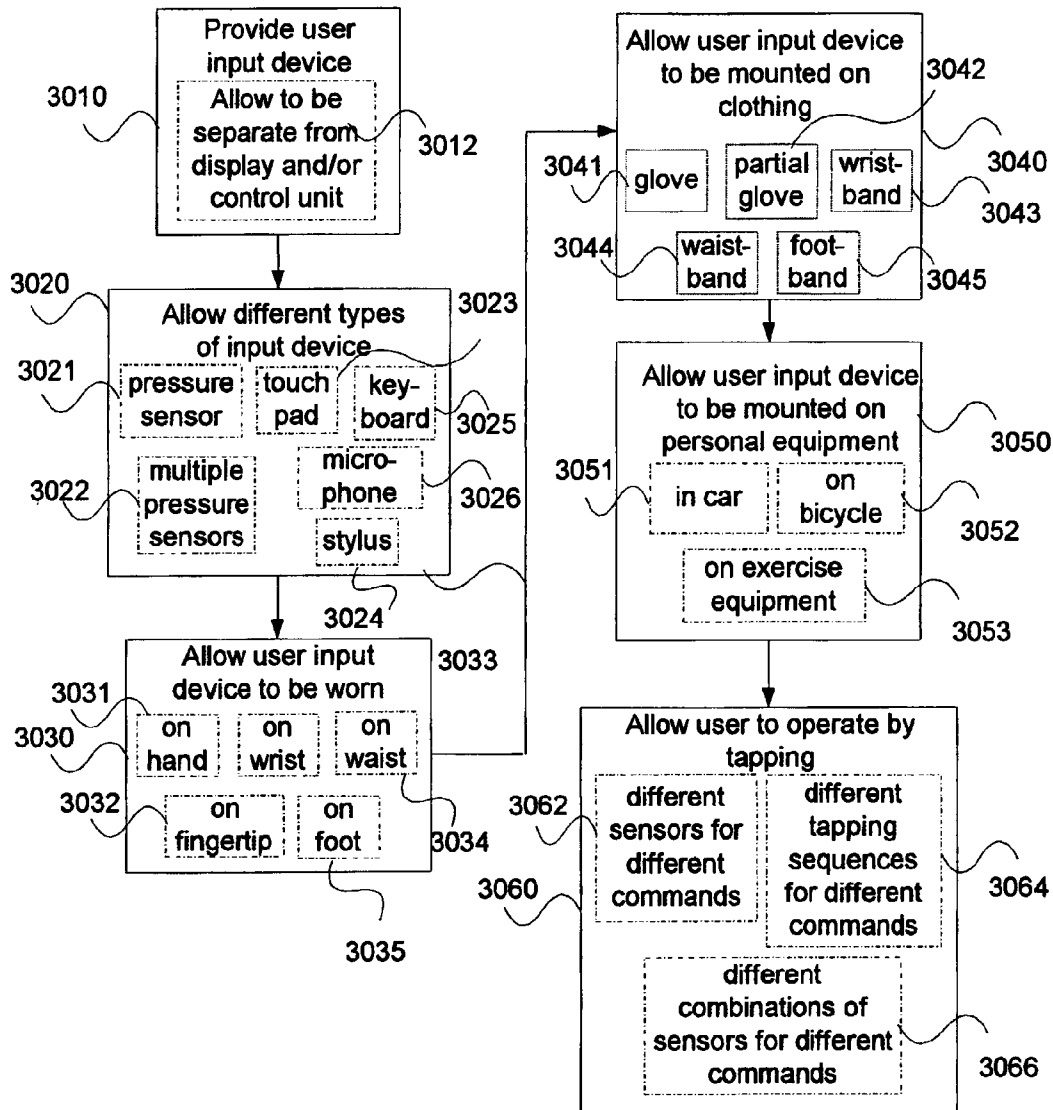 Provide user
input device
3010
Allow to be
separate from
display and/or
control unit
3012
3020
Allow different types
of input device
3023
3021
pressure
sensor
touch
pad
key-
board
3025
3022
multiple
pressure
sensors
micro-
phone
3026
stylus
3024
Allow user input
device to be worn
3033
3031
3030
on
hand
on
wrist
on
waist
3032
on
fingertip
on
foot
3034
3035
Allow user input device
to be mounted on
clothing
3042
3040
3041
glove
partial
glove
wrist-
band
3043
3044
waist-
band
foot-
band
3045
Allow user input device
to be mounted on
personal equipment
3050
3051
in car
on
bicycle
3052
on exercise
equipment
3053
Allow user to operate by
tapping
3062
different
sensors for
different
commands
different
tapping
sequences
for different
commands
3064
3060
different
combinations of
sensors for different
commands
3066